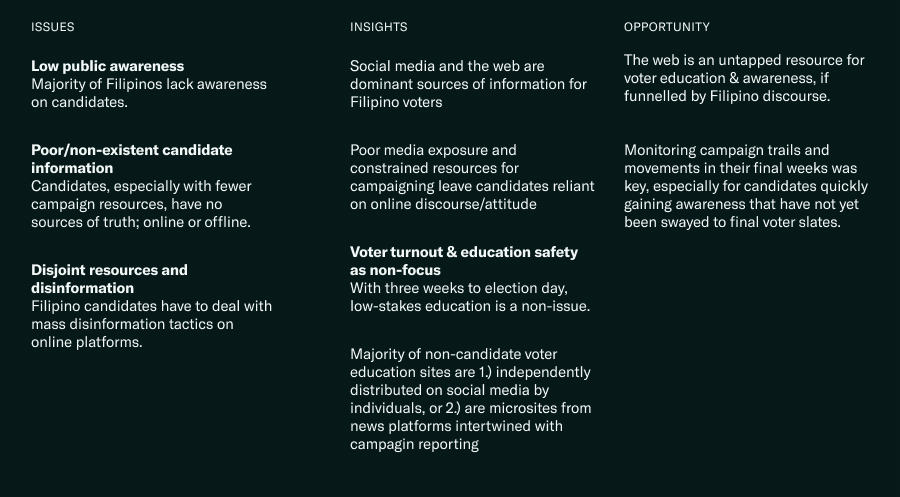 ISSUES
Low public awareness
Majority of Filipinos lack awareness
on candidates.
Poor/non-existent candidate
information
Candidates, especially with fewer
campaign resources, have no
sources of truth; online or offline.
Disjoint resources and
disinformation
Filipino candidates have to deal with
mass disinformation tactics on
online platforms.
INSIGHTS
Social media and the web are
dominant sources of information for
Filipino voters
Poor media exposure and
constrained resources for
campaigning leave candidates reliant
on online discourse/attitude
Voter turnout & education safety
as non-focus
With three weeks to election day,
low-stakes education is a non-issue.
Majority of non-candidate voter
education sites are 1.) independently
distributed on social media by
individuals, or 2.) are microsites from
news platforms intertwined with
campagin reporting
OPPORTUNITY
The web is an untapped resource for
voter education & awareness, if
funnelled by Filipino discourse.
Monitoring campaign trails and
movements in their final weeks was
key, especially for candidates quickly
gaining awareness that have not yet
been swayed to final voter slates.